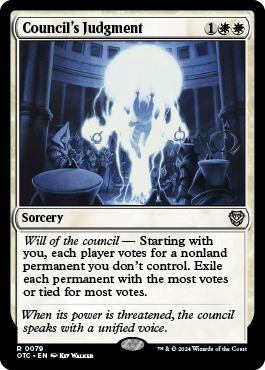 Council's Judgment 1
Sorcery
Will of the council — Starting with
you, each player votes for a nonland
permanent you don't control. Exile
each permanent with the most votes
or tied for most votes.
When its power is threatened, the council
speaks with a unified voice.
R 0079
OTC • EN Kev Walker
™ & © 2024 Wizards of the Coast